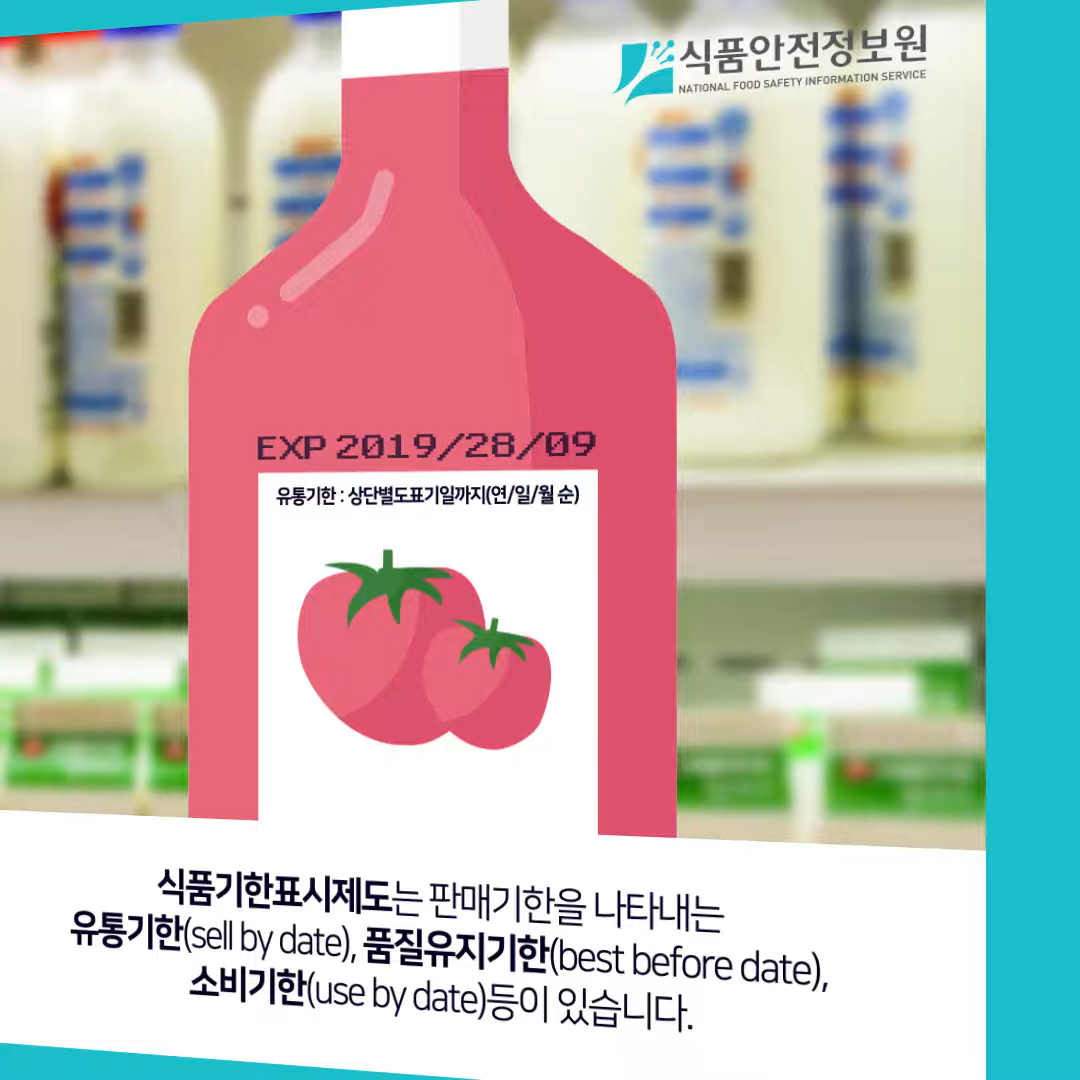 식품안전정보원
NATIONAL FOOD SAFETY INFORMATION SERVICE
EXP 2019/28/09
유통기한 : 상단별도표기일까지(연/일/월 순)
식품기한표시제도는 판매기한을 나타내는
유통기한(sell by date), 품질유지기한(best before date),
소비기한(use by date)등이 있습니다.